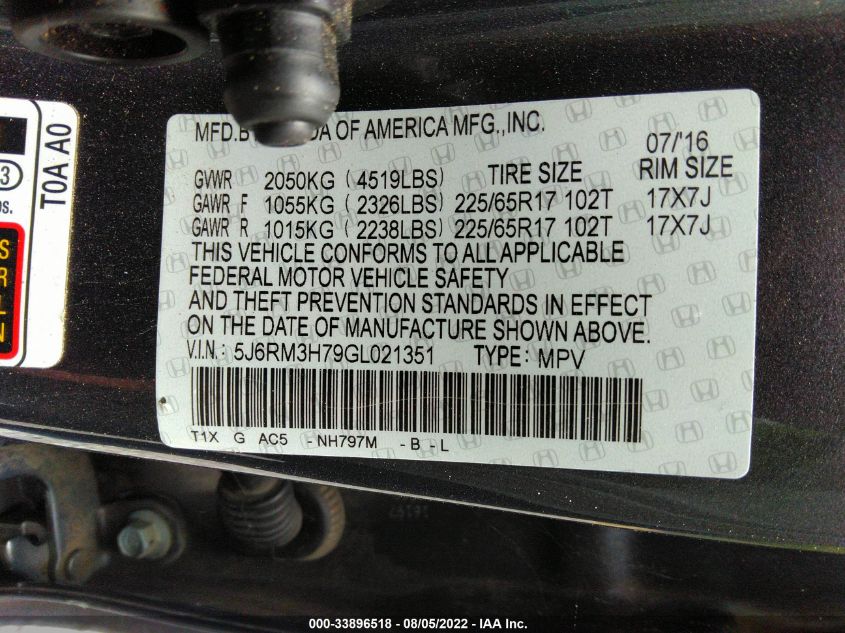 MFD.B DA OF AMERICA MFG.,INC. 07/'16
GVWR 2050KG (4519LBS) TIRE SIZE RIM SIZE
GAWR F 1055KG (2326LBS) 225/65R17 102T 17X7J
GAWR R 1015KG (2238LBS) 225/65R17 102T 17X7J
THIS VEHICLE CONFORMS TO ALL APPLICABLE
FEDERAL MOTOR VEHICLE SAFETY
AND THEFT PREVENTION STANDARDS IN EFFECT
ON THE DATE OF MANUFACTURE SHOWN ABOVE.
V.I.N.: 5J6RM3H79GL021351 TYPE: MPV
T1X G AC5 -NH797M -B-L
T0A A0
3
os.
S
R
L
N
000-33896518 - 08/05/2022 - IAA Inc.